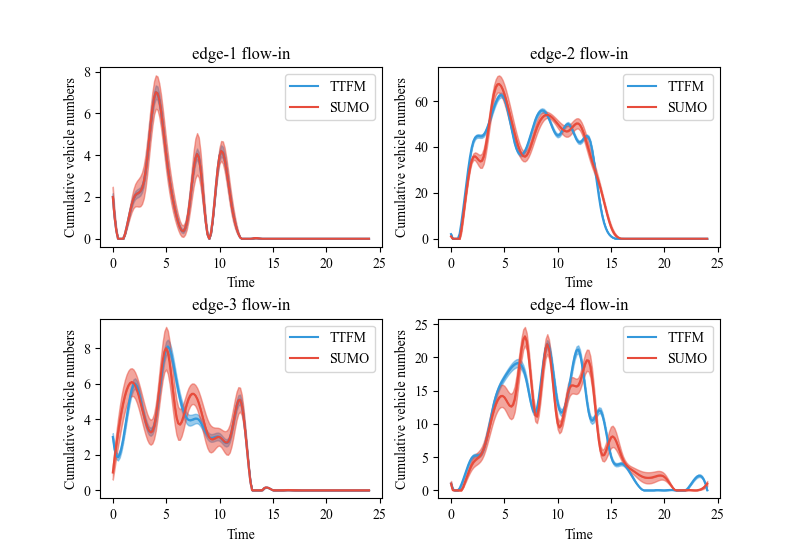 edge-1 flow-in
Cumulative vehicle numbers
8
6
4
2
0
TTFM
SUMO
0 5 10 15 20 25
Time
edge-2 flow-in
Cumulative vehicle numbers
60
40
20
0
TTFM
SUMO
0 5 10 15 20 25
Time
edge-3 flow-in
Cumulative vehicle numbers
8
6
4
2
0
TTFM
SUMO
0 5 10 15 20 25
Time
edge-4 flow-in
Cumulative vehicle numbers
25
20
15
10
5
0
TTFM
SUMO
0 5 10 15 20 25
Time